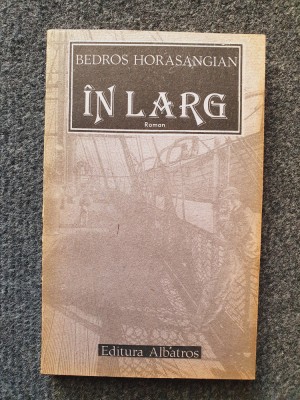 BEDROS HORASANGIAN
ÎN LARG
Roman
Editura Albatros